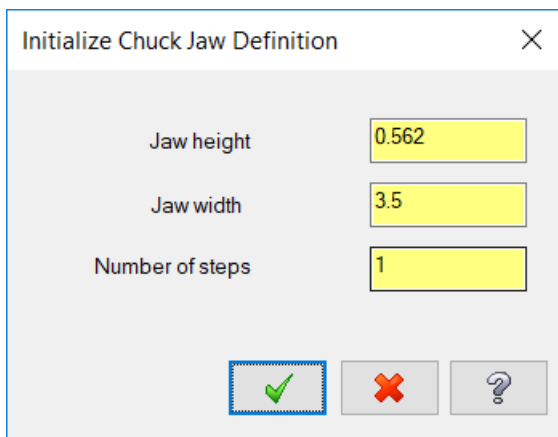 Initialize Chuck Jaw Definition
Jaw height 0.562
Jaw width 3.5
Number of steps 1